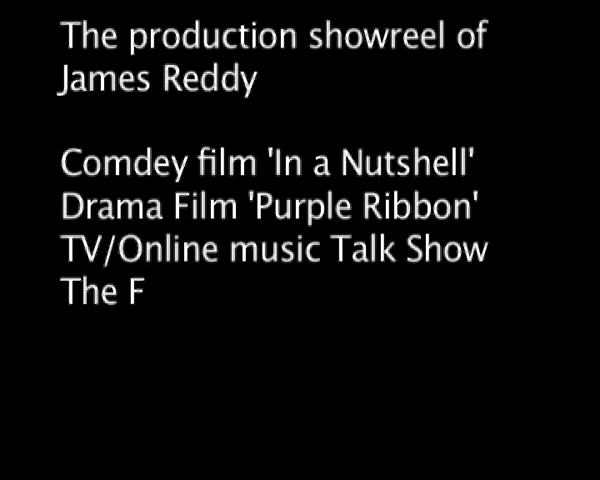 The production showreel of
James Reddy
Comdey film 'In a Nutshell'
Drama Film 'Purple Ribbon'
TV/Online music Talk Show
The F